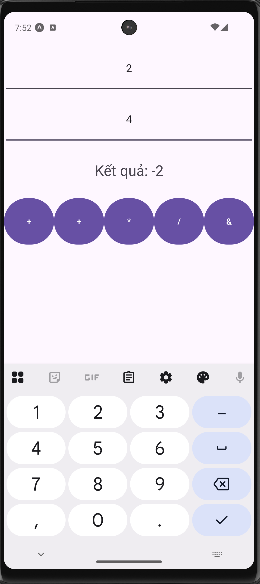 7:52
2
4
Kết quả: -2
+ + * / &
GIF
1 2 3 –
4 5 6
7 8 9
, 0 .